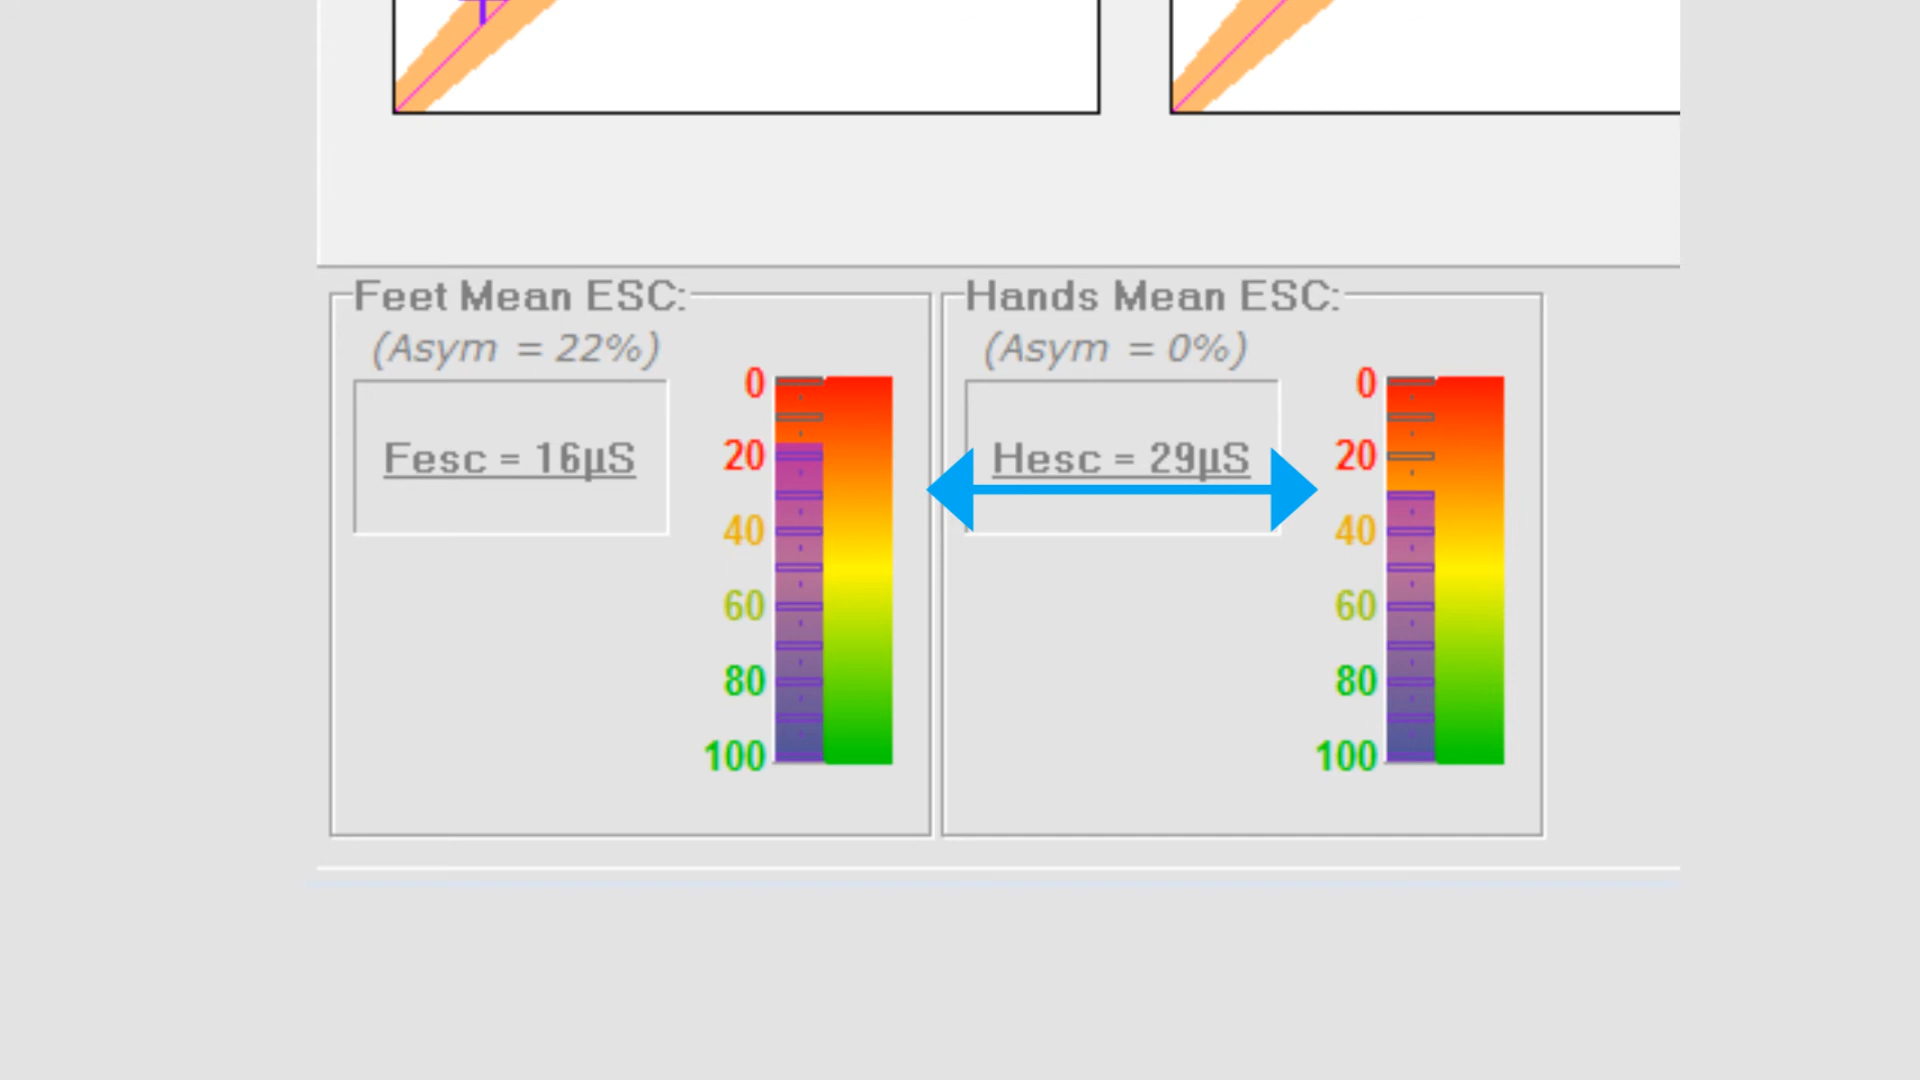 Feet Mean ESC:
(Asym = 22%)
Fesc = 16µS
0
20
40
60
80
100
Hands Mean ESC:
(Asym = 0%)
Hesc = 29µS
0
20
40
60
80
100